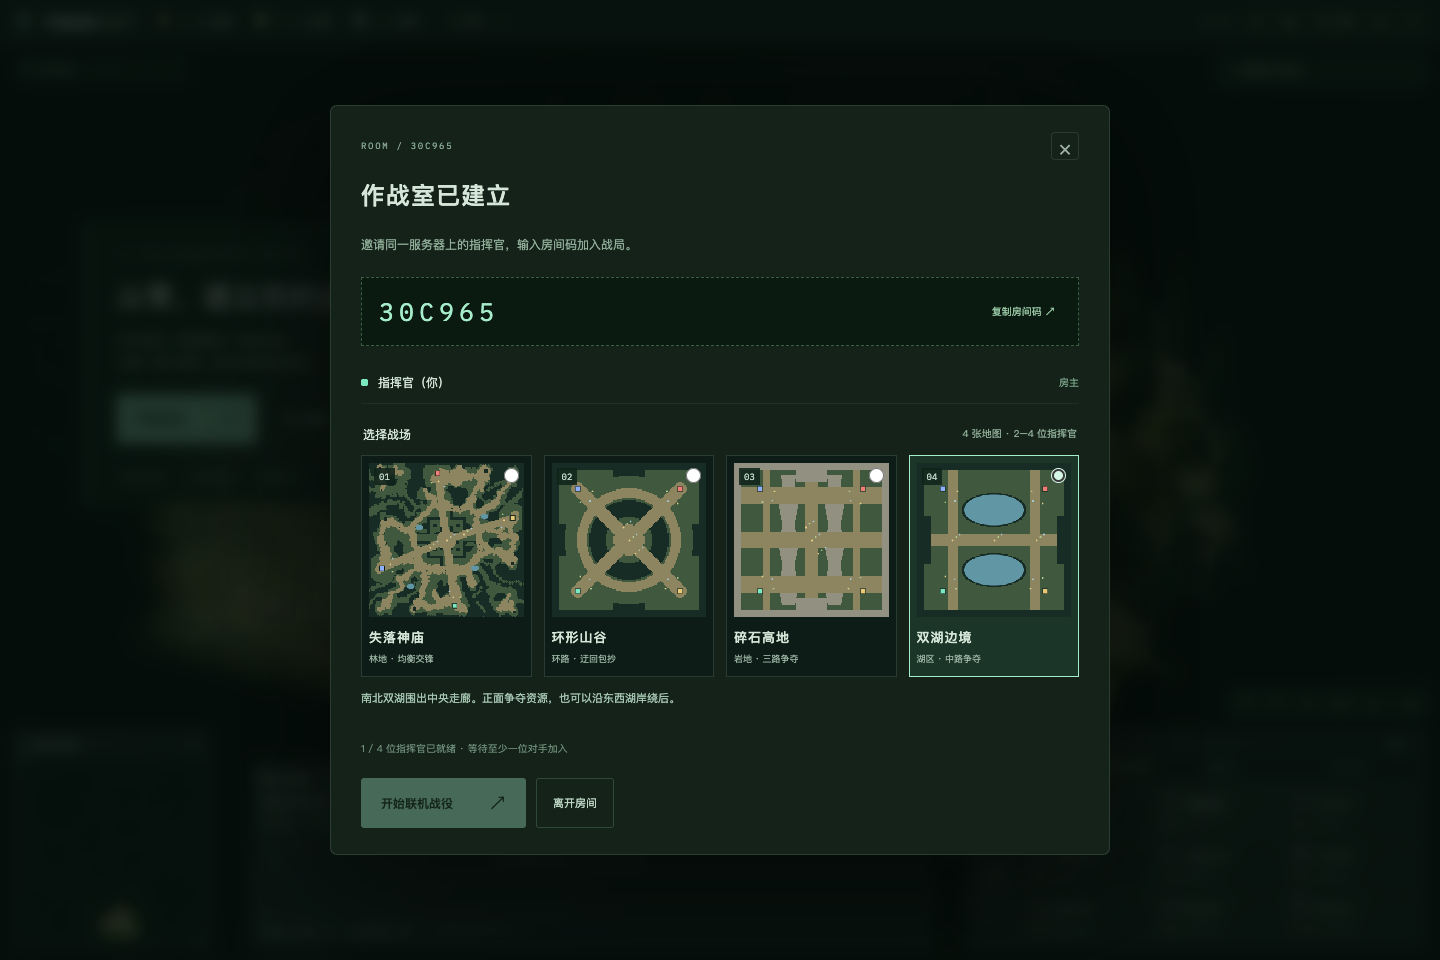 ROOM / 30C965
作战室已建立
邀请同一服务器上的指挥官，输入房间码加入战局。
30C965
复制房间码 ↗
指挥官（你）
房主
选择战场
4 张地图 · 2—4 位指挥官
01
02
03
04
失落神庙
环形山谷
碎石高地
双湖边境
林地 · 均衡交锋
环路 · 迂回包抄
岩地 · 三路争夺
湖区 · 中路争夺
南北双湖围出中央走廊。正面争夺资源，也可以沿东西湖岸绕后。
1 / 4 位指挥官已就绪 · 等待至少一位对手加入
开始联机战役 ↗
离开房间